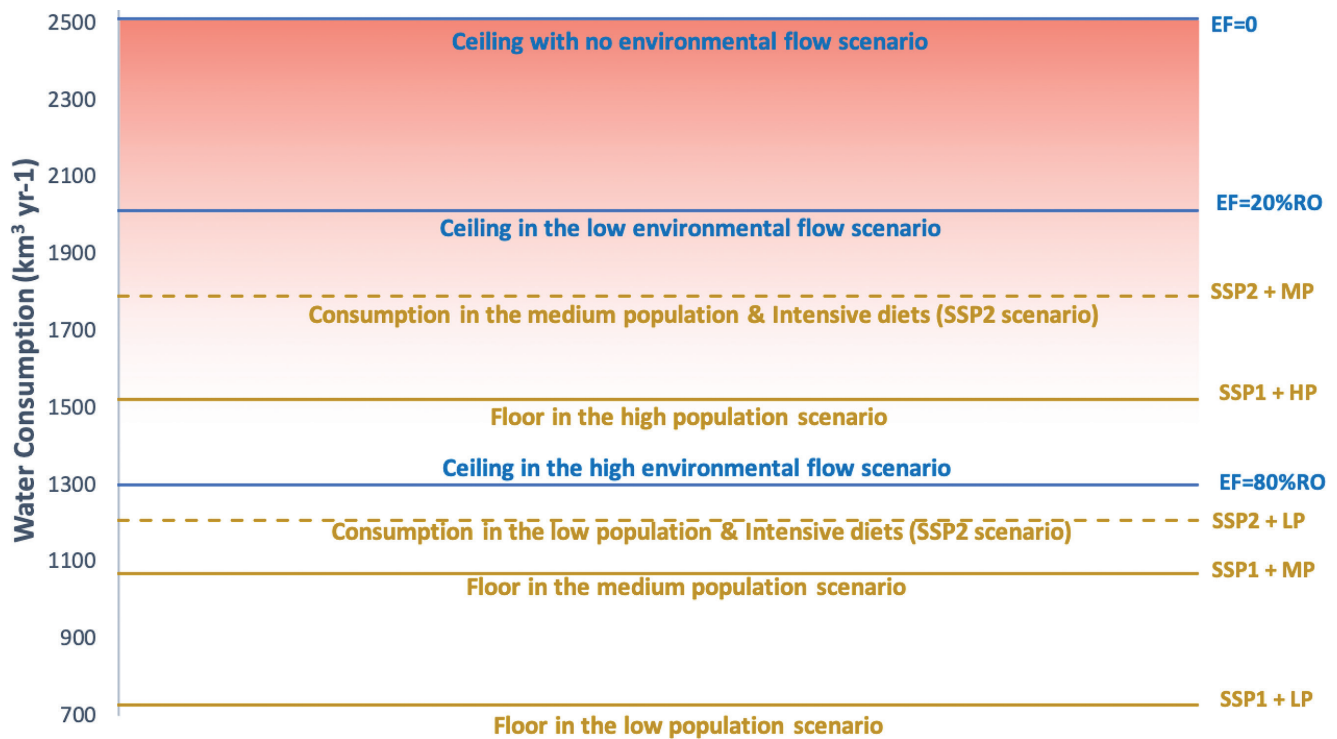 2500
Ceiling with no environmental flow scenario
EF=0
2300
2100
EF=20%RO
Ceiling in the low environmental flow scenario
1900
SSP2 + MP
Consumption in the medium population & Intensive diets (SSP2 scenario)
1700
SSP1 + HP
1500
Floor in the high population scenario
Ceiling in the high environmental flow scenario
1300
EF=80%RO
SSP2 + LP
Consumption in the low population & Intensive diets (SSP2 scenario)
1100
SSP1 + MP
Floor in the medium population scenario
900
SSP1 + LP
700
Floor in the low population scenario
Water Consumption (km³ yr-1)